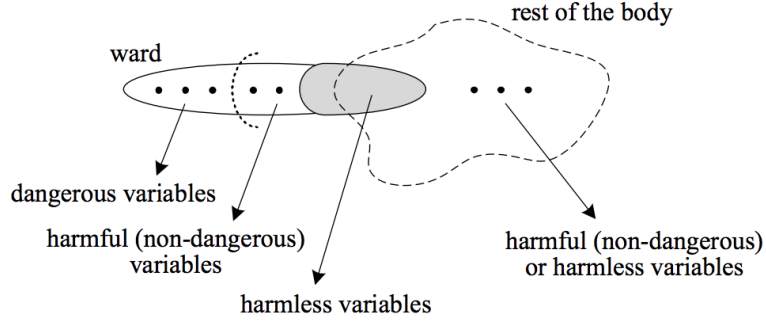 rest of the body
ward
dangerous variables
harmful (non-dangerous)
variables
harmless variables
harmful (non-dangerous)
or harmless variables